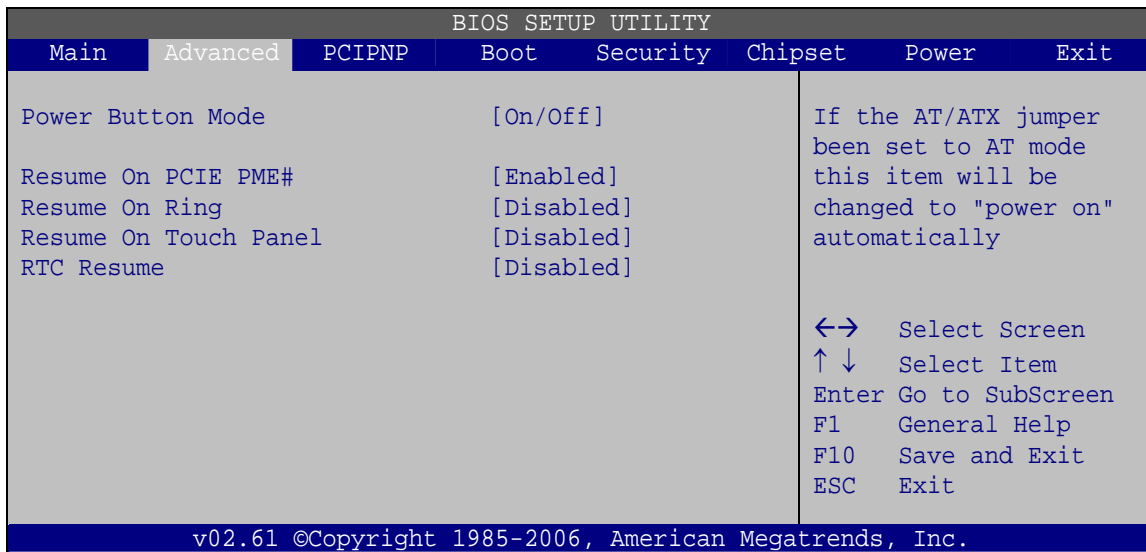 BIOS SETUP UTILITY
Main Advanced PCIPNP Boot Security Chipset Power Exit
Power Button Mode [On/Off]
Resume On PCIE PME# [Enabled]
Resume On Ring [Disabled]
Resume On Touch Panel [Disabled]
RTC Resume [Disabled]
If the AT/ATX jumper
been set to AT mode
this item will be
changed to "power on"
automatically
←→ Select Screen
↑ ↓ Select Item
Enter Go to SubScreen
F1 General Help
F10 Save and Exit
ESC Exit
v02.61 ©Copyright 1985-2006, American Megatrends, Inc.